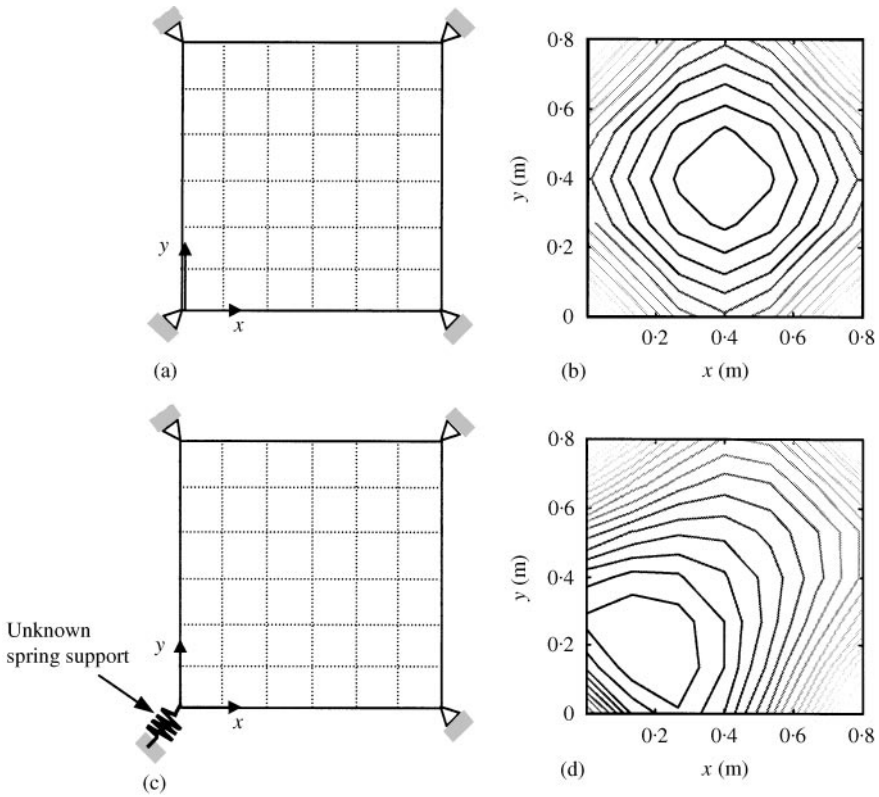 y
x
(a)
0·8
0·6
0·4
0·2
0
y (m)
0·2 0·4 0·6 0·8
x (m)
(b)
Unknown
spring support
y
x
(c)
0·8
0·6
0·4
0·2
0
y (m)
0·2 0·4 0·6 0·8
x (m)
(d)